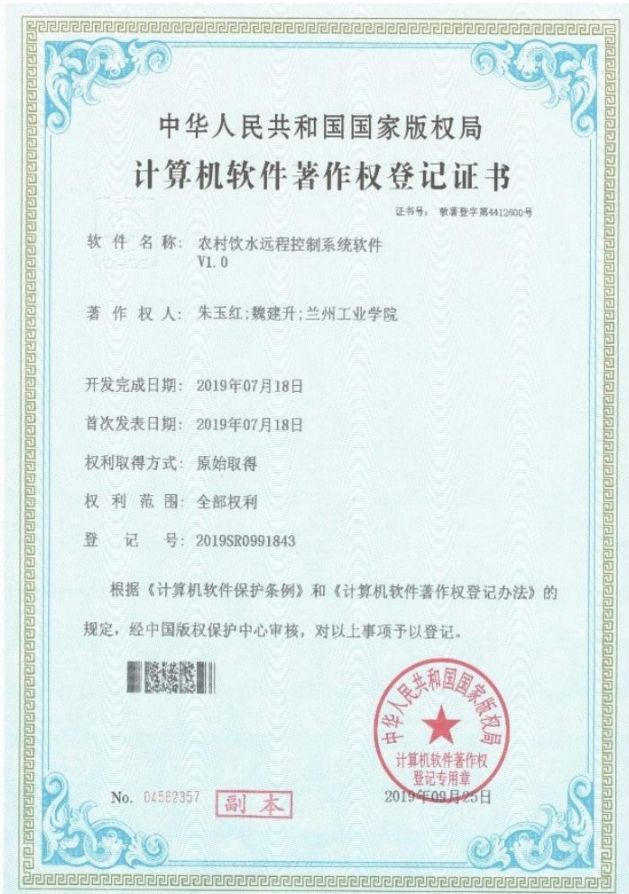 中华人民共和国国家版权局
计算机软件著作权登记证书
证书号： 软著登字第4412600号
软件名称： 农村饮水远程控制系统软件
V1.0
著作权人： 朱玉红;魏建升;兰州工业学院
开发完成日期： 2019年07月18日
首次发表日期： 2019年07月18日
权利取得方式： 原始取得
权利范围： 全部权利
登记号： 2019SR0991843
根据《计算机软件保护条例》和《计算机软件著作权登记办法》的
规定，经中国版权保护中心审核，对以上事项予以登记。
中华人民共和国国家版权局
计算机软件著作权
登记专用章
No. 04582357
副本
2019年09月25日